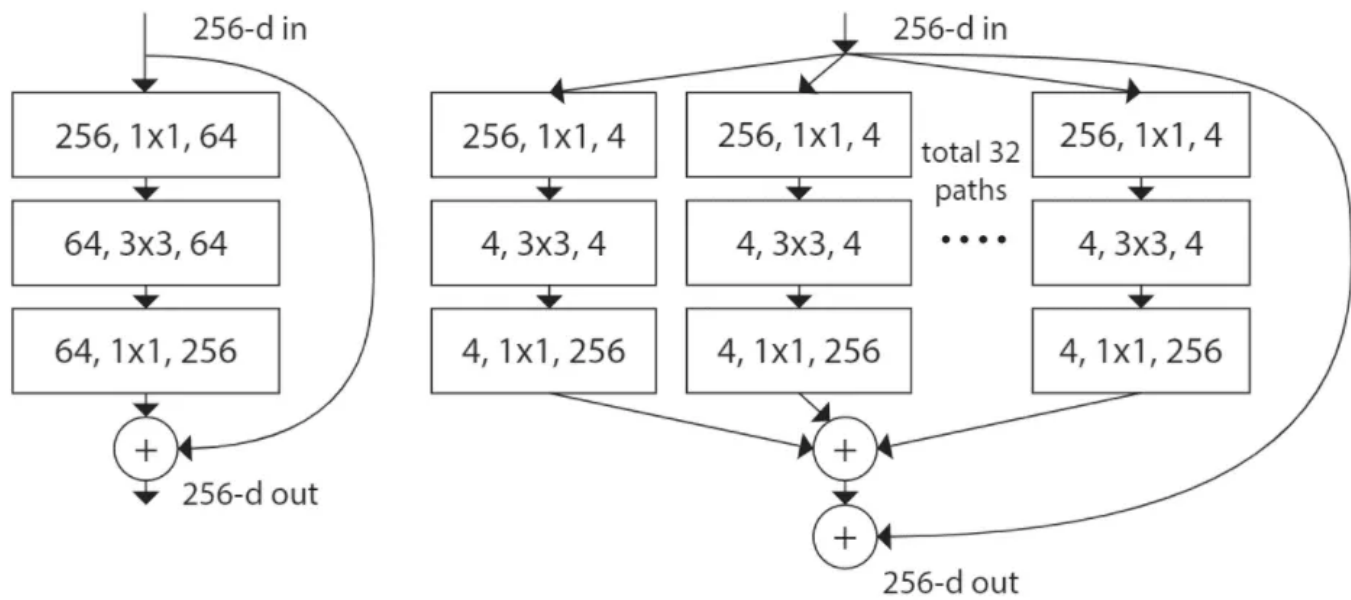 256-d in
256, 1x1, 64
64, 3x3, 64
64, 1x1, 256
+
256-d out
256-d in
256, 1x1, 4
256, 1x1, 4
total 32
paths
256, 1x1, 4
4, 3x3, 4
4, 3x3, 4
....
4, 3x3, 4
4, 1x1, 256
4, 1x1, 256
4, 1x1, 256
+
+
256-d out